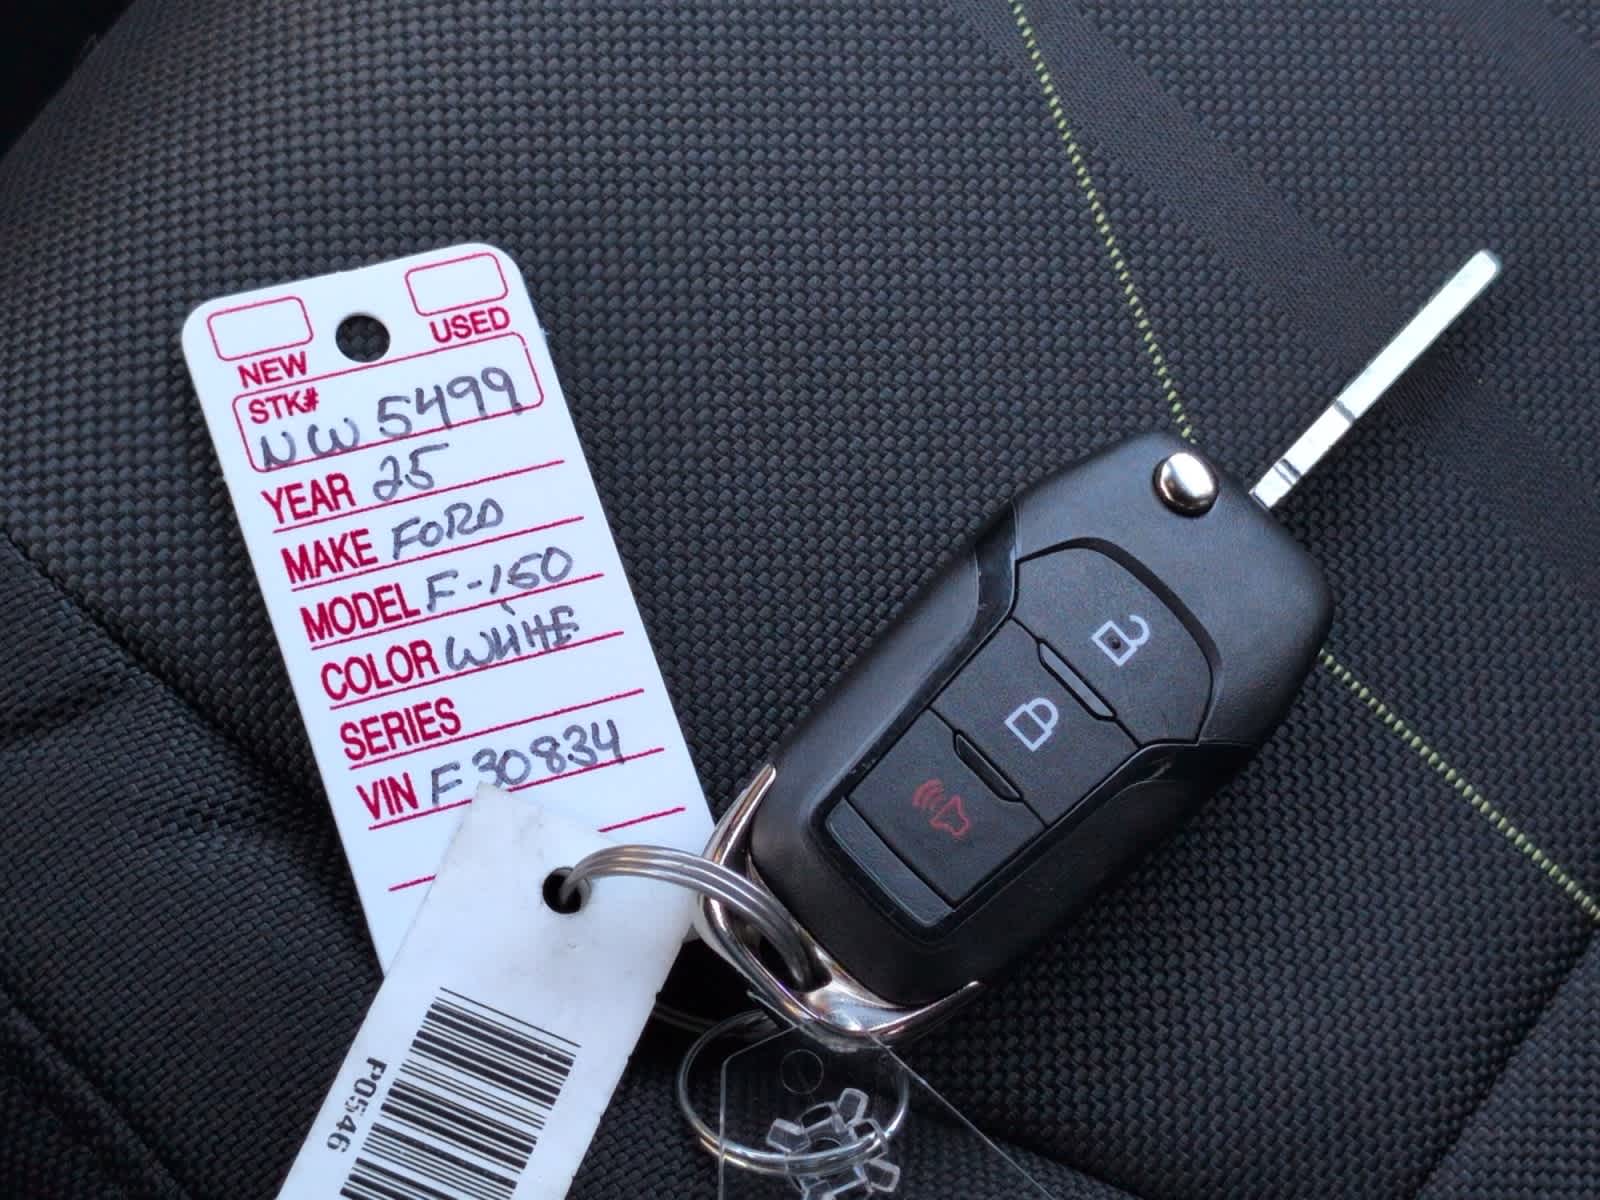 NEW
USED
STK#
NW 5499
YEAR 25
MAKE FORD
MODEL F-150
COLOR WHITE
SERIES
VIN F30834
P0546